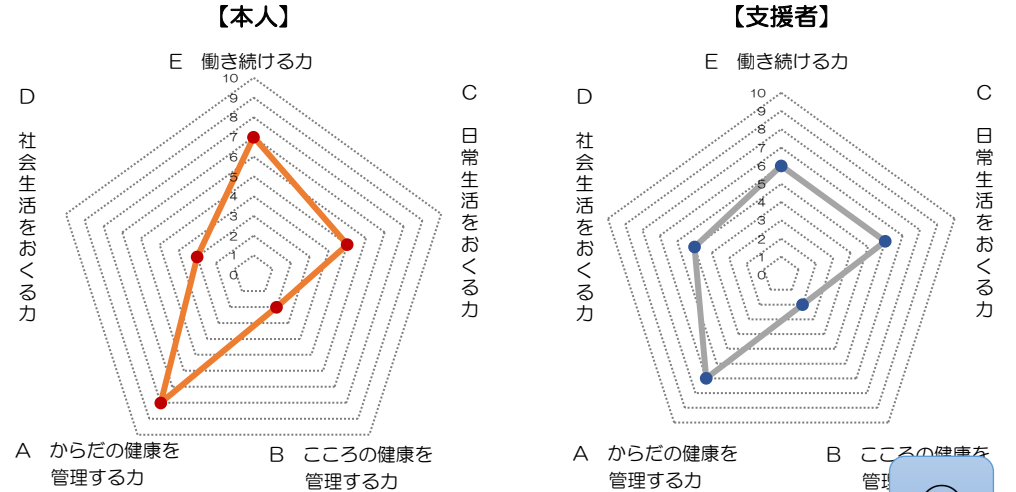 【本人】
E 働き続ける力
10
9
8
7
6
5
4
3
2
1
0
D 社会生活をおくる力
C 日常生活をおくる力
A からだの健康を
管理する力
B こころの健康を
管理する力
【支援者】
E 働き続ける力
10
9
8
7
6
5
4
3
2
1
0
D 社会生活をおくる力
C 日常生活をおくる力
A からだの健康を
管理する力
B こころの健康を
管